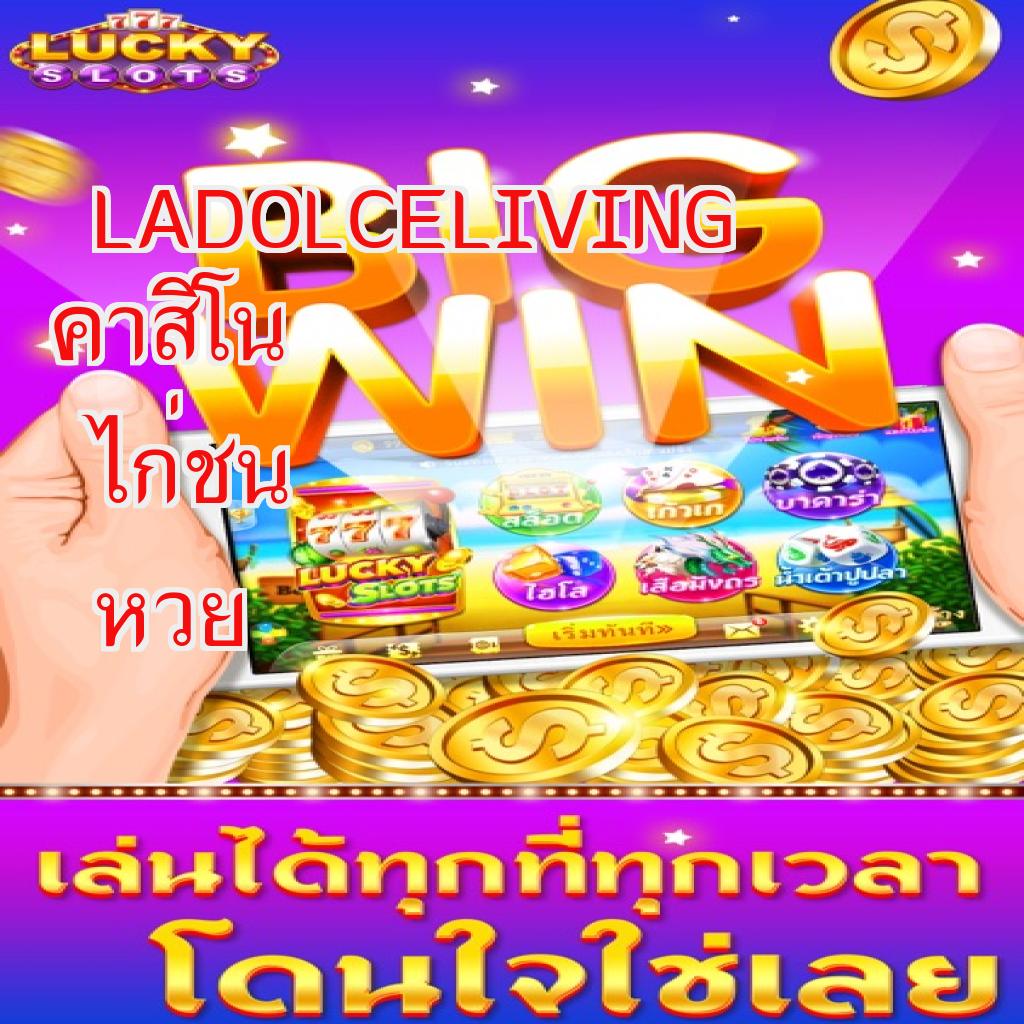 777
LUCKY
SLOTS
BIG
WIN
LADOLCELIVING
คาสิโน
ไก่ชน
หวย
777
LUCKY
SLOTS
สล็อต
เก้าเก
บาคาร่า
ไฮโล
เสือมังกร
น้ำเต้าปูปลา
เริ่มทันที»
เล่นได้ทุกที่ทุกเวลา
โดนใจใช่เลย